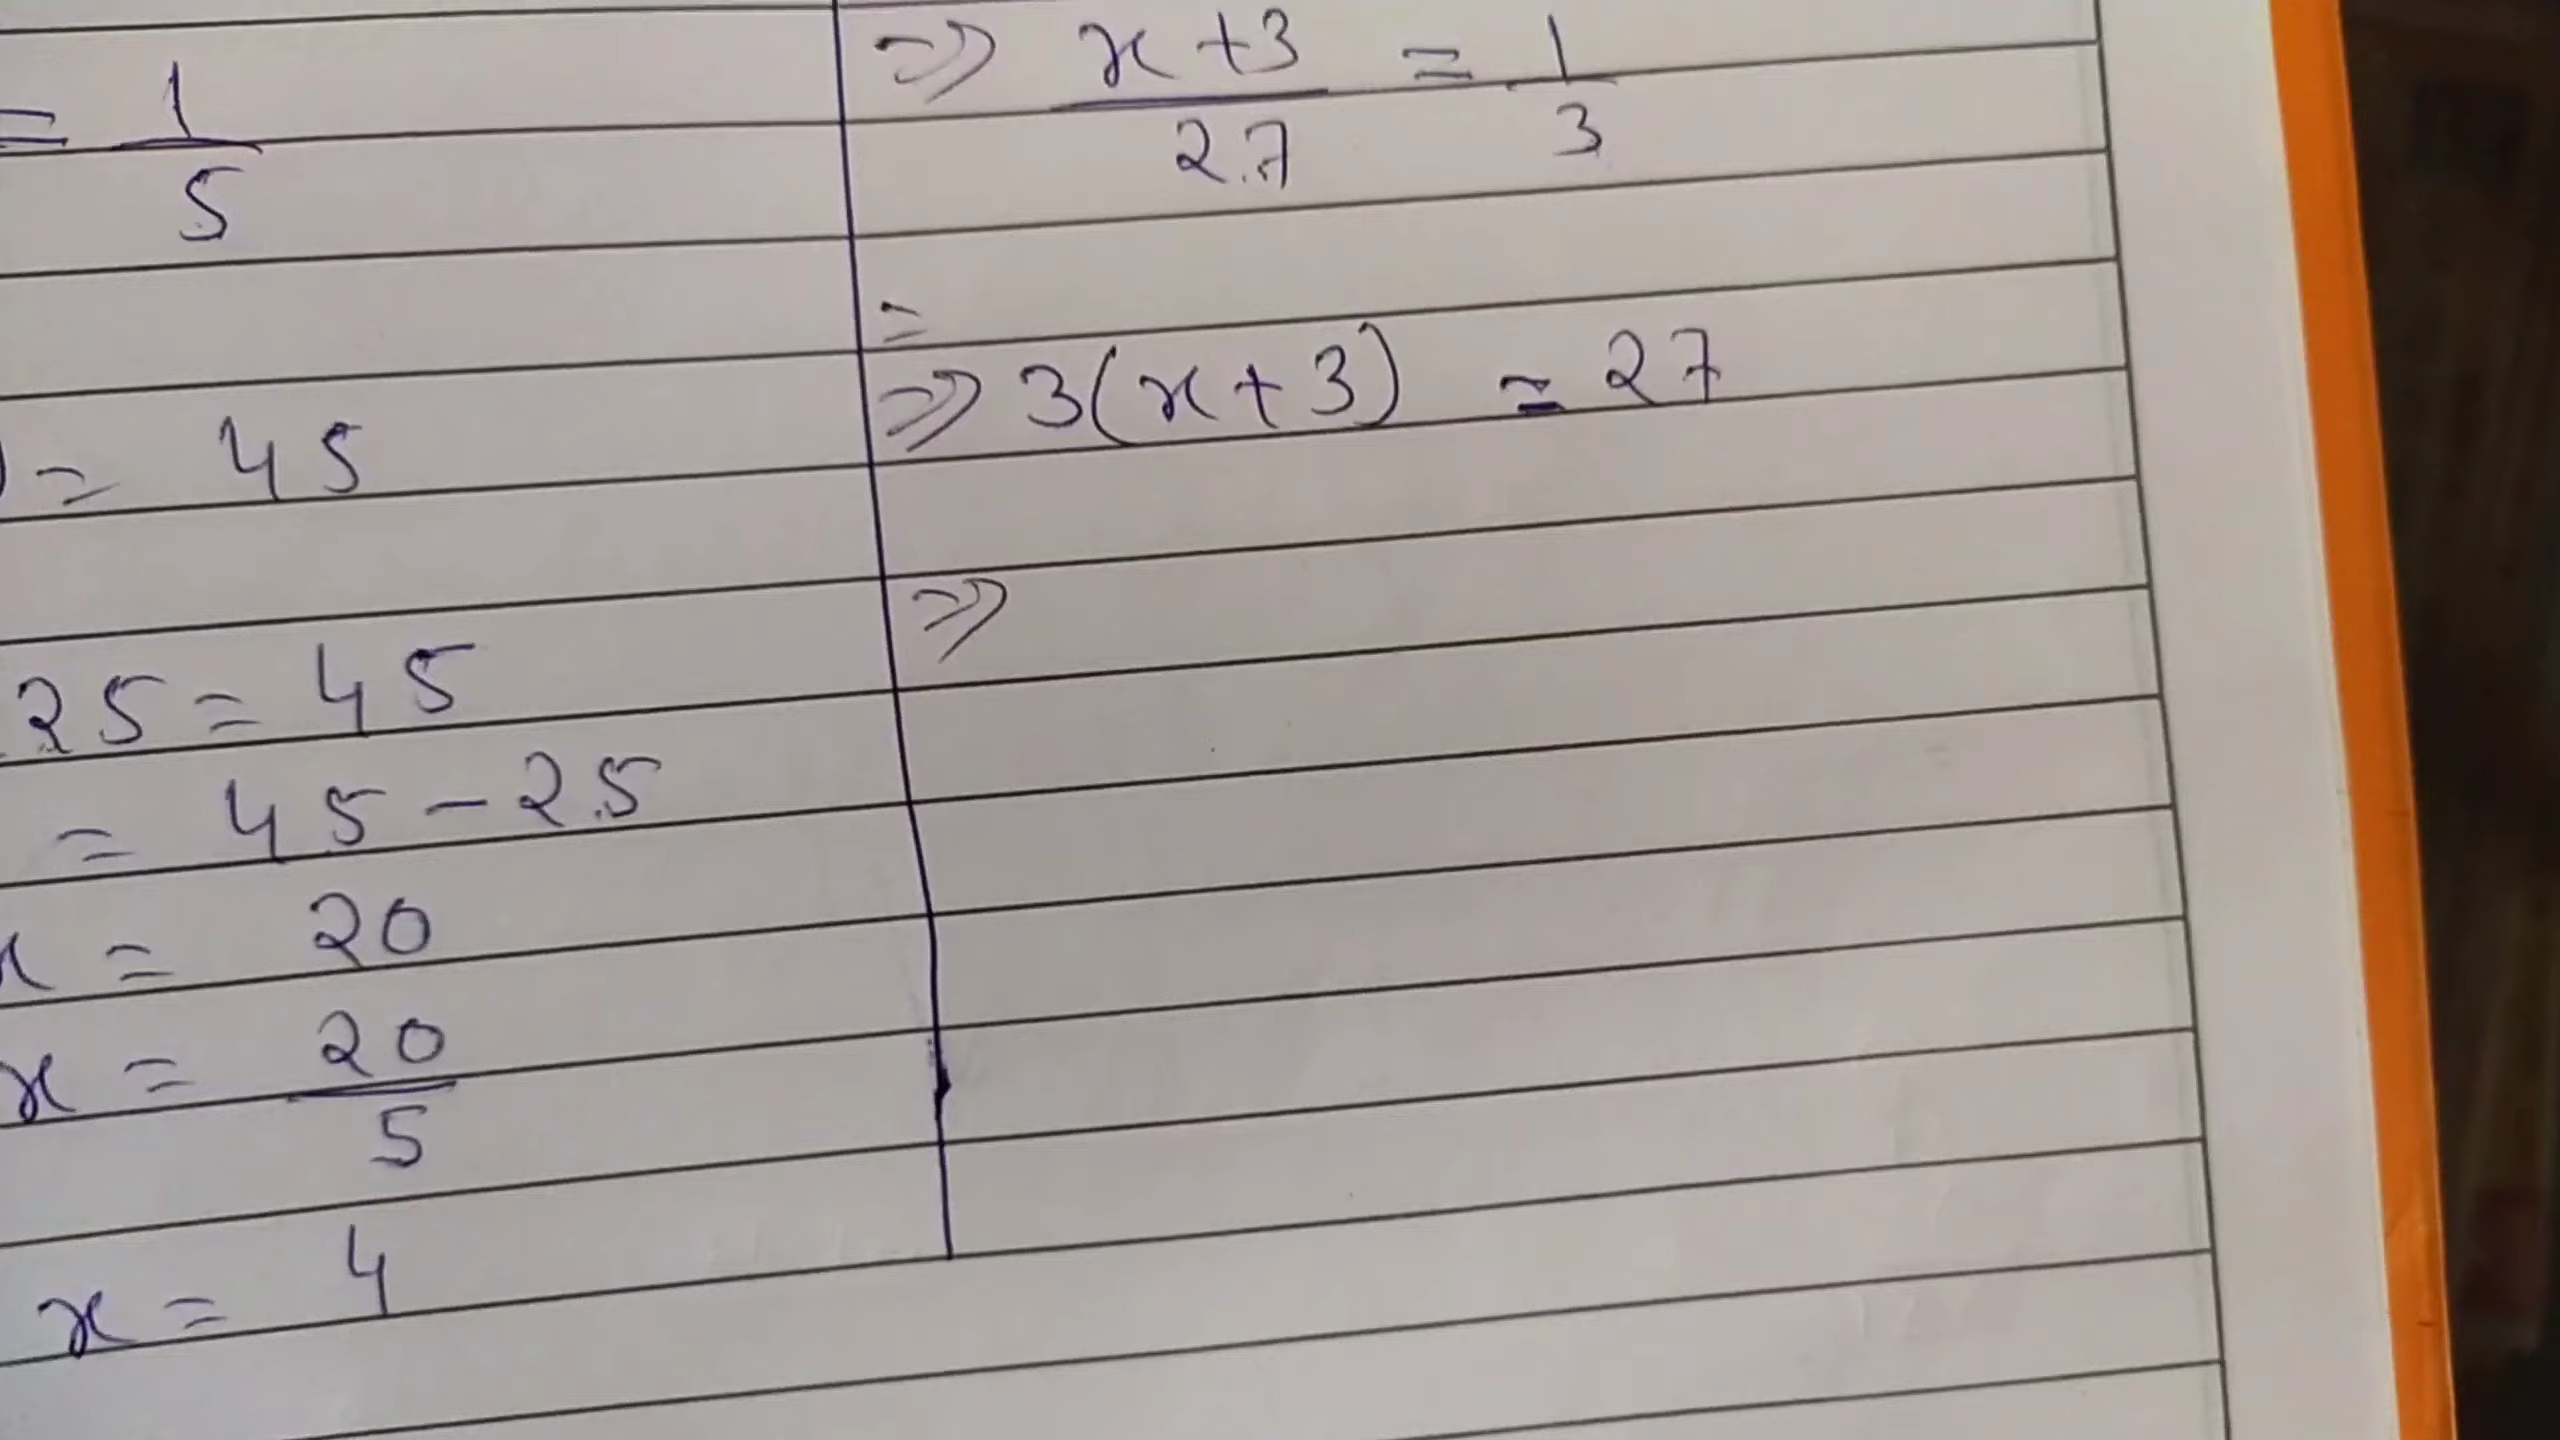 = 1/5
) = 45
25 = 45
= 45 - 25
x = 20
x = 20/5
x = 4
⇒ x+3/27 = 1/3
=
⇒ 3(x+3) = 27
⇒